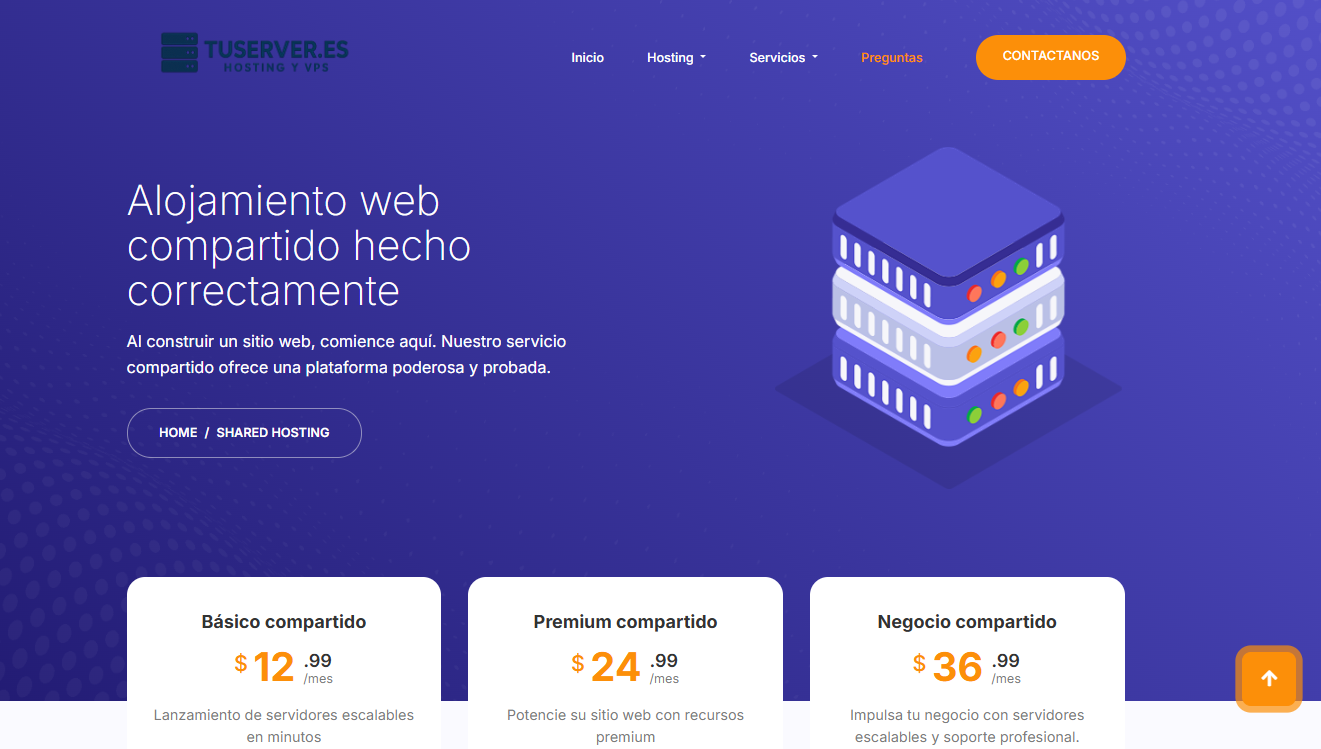 TUSERVER.ES
HOSTING Y VPS
Inicio
Hosting
Servicios
Preguntas
CONTACTANOS
Alojamiento web
compartido hecho
correctamente
Al construir un sitio web, comience aquí. Nuestro servicio
compartido ofrece una plataforma poderosa y probada.
HOME / SHARED HOSTING
Básico compartido
$ 12 .99
/mes
Lanzamiento de servidores escalables
en minutos
Premium compartido
$ 24 .99
/mes
Potencie su sitio web con recursos
premium
Negocio compartido
$ 36 .99
/mes
Impulsa tu negocio con servidores
escalables y soporte profesional.